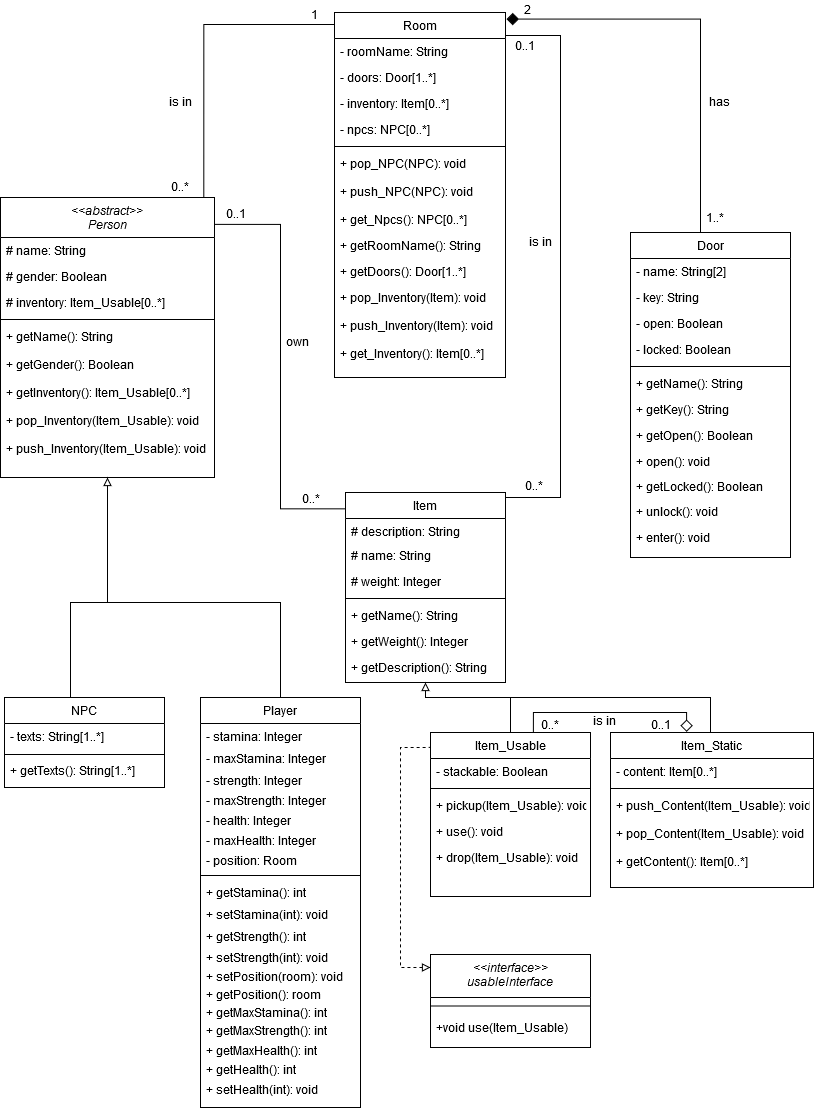 1
Room
2
- roomName: String
- doors: Door[1..*]
- inventory: Item[0..*]
- npcs: NPC[0..*]
+ pop_NPC(NPC): void
+ push_NPC(NPC): void
+ get_Npcs(): NPC[0..*]
+ getRoomName(): String
+ getDoors(): Door[1..*]
+ pop_Inventory(Item): void
+ push_Inventory(Item): void
+ get_Inventory(): Item[0..*]
0..1
is in
has
0..*
0..1
is in
1..*
<<abstract>>
Person
# name: String
# gender: Boolean
# inventory: Item_Usable[0..*]
+ getName(): String
+ getGender(): Boolean
+ getInventory(): Item_Usable[0..*]
+ pop_Inventory(Item_Usable): void
+ push_Inventory(Item_Usable): void
own
Door
- name: String[2]
- key: String
- open: Boolean
- locked: Boolean
+ getName(): String
+ getKey(): String
+ getOpen(): Boolean
+ open(): void
+ getLocked(): Boolean
+ unlock(): void
+ enter(): void
0..*
0..*
Item
# description: String
# name: String
# weight: Integer
+ getName(): String
+ getWeight(): Integer
+ getDescription(): String
NPC
- texts: String[1..*]
+ getTexts(): String[1..*]
Player
- stamina: Integer
- maxStamina: Integer
- strength: Integer
- maxStrength: Integer
- health: Integer
- maxHealth: Integer
- position: Room
+ getStamina(): int
+ setStamina(int): void
+ getStrength(): int
+ setStrength(int): void
+ setPosition(room): void
+ getPosition(): room
+ getMaxStamina(): int
+ getMaxStrength(): int
+ getMaxHealth(): int
+ getHealth(): int
+ setHealth(int): void
0..*
is in
0..1
Item_Usable
- stackable: Boolean
+ pickup(Item_Usable): void
+ use(): void
+ drop(Item_Usable): void
Item_Static
- content: Item[0..*]
+ push_Content(Item_Usable): void
+ pop_Content(Item_Usable): void
+ getContent(): Item[0..*]
<<interface>>
usableInterface
+void use(Item_Usable)